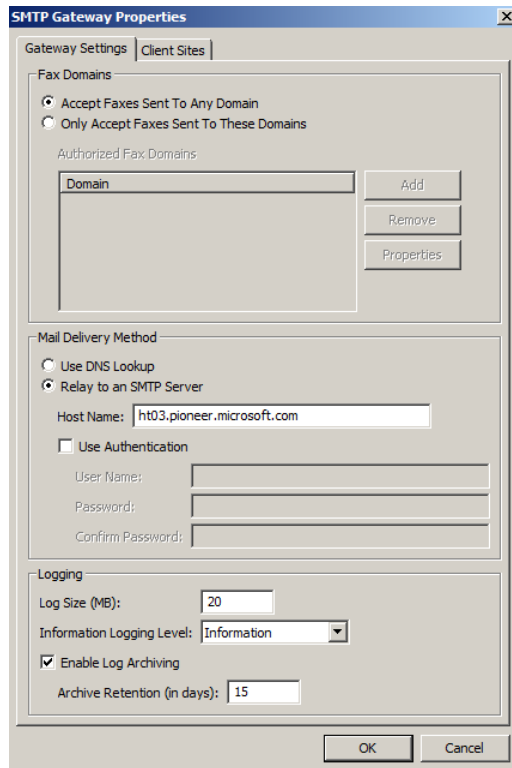 SMTP Gateway Properties
Gateway Settings
Client Sites
Fax Domains
Accept Faxes Sent To Any Domain
Only Accept Faxes Sent To These Domains
Authorized Fax Domains
Domain
Add
Remove
Properties
Mail Delivery Method
Use DNS Lookup
Relay to an SMTP Server
Host Name: ht03.pioneer.microsoft.com
Use Authentication
User Name:
Password:
Confirm Password:
Logging
Log Size (MB): 20
Information Logging Level: Information
Enable Log Archiving
Archive Retention (in days): 15
OK Cancel